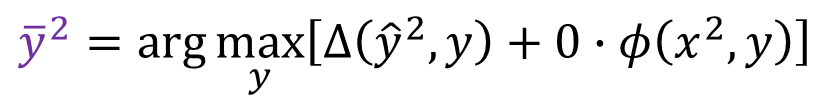 ȳ² = arg max_y [Δ(ŷ², y) + 0 · ϕ(x², y)]